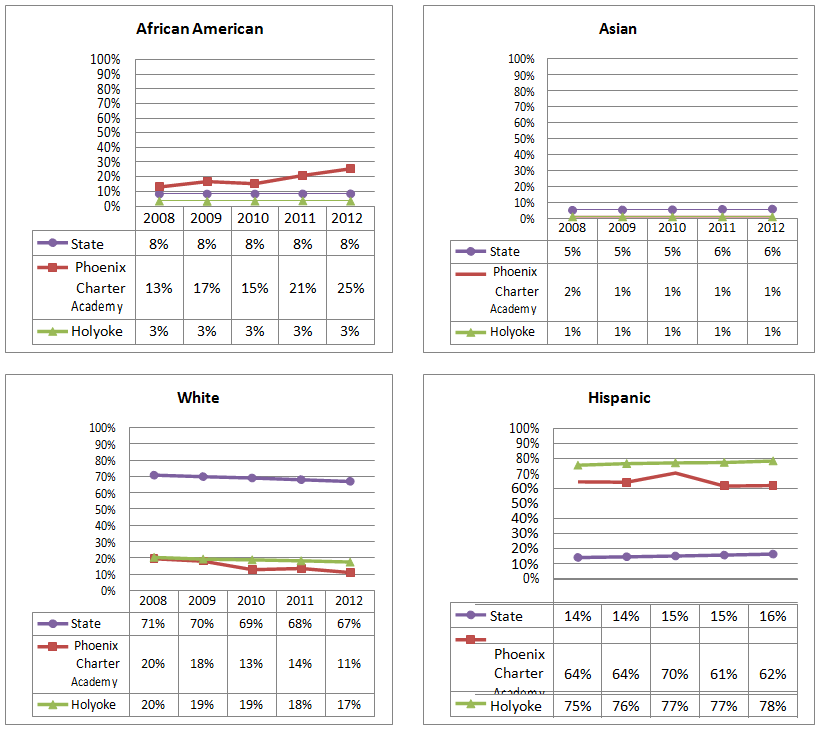 African American
100%
90%
80%
70%
60%
50%
40%
30%
20%
10%
0%
2008 2009 2010 2011 2012
State 8% 8% 8% 8% 8%
Phoenix
Charter 13% 17% 15% 21% 25%
Academy
Holyoke 3% 3% 3% 3% 3%
Asian
100%
90%
80%
70%
60%
50%
40%
30%
20%
10%
0%
2008 2009 2010 2011 2012
State 5% 5% 5% 6% 6%
Phoenix
Charter 2% 1% 1% 1% 1%
Academy
Holyoke 1% 1% 1% 1% 1%
White
100%
90%
80%
70%
60%
50%
40%
30%
20%
10%
0%
2008 2009 2010 2011 2012
State 71% 70% 69% 68% 67%
Phoenix
Charter 20% 18% 13% 14% 11%
Academy
Holyoke 20% 19% 19% 18% 17%
Hispanic
100%
90%
80%
70%
60%
50%
40%
30%
20%
10%
0%
State 14% 14% 15% 15% 16%
Phoenix
Charter 64% 64% 70% 61% 62%
Academy
Holyoke 75% 76% 77% 77% 78%